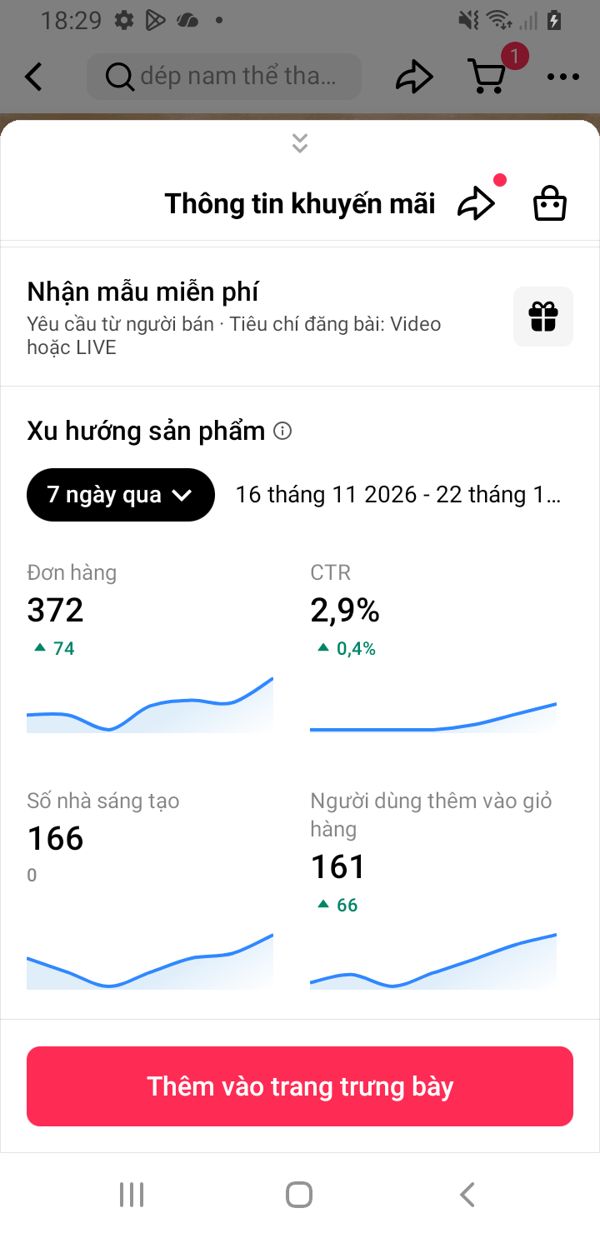 18:29
dép nam thể tha...
1
Thông tin khuyến mãi
Nhận mẫu miễn phí
Yêu cầu từ người bán · Tiêu chí đăng bài: Video
hoặc LIVE
Xu hướng sản phẩm
7 ngày qua
16 tháng 11 2026 - 22 tháng 1...
Đơn hàng
372
74
CTR
2,9%
0,4%
Số nhà sáng tạo
166
0
Người dùng thêm vào giỏ
hàng
161
66
Thêm vào trang trưng bày